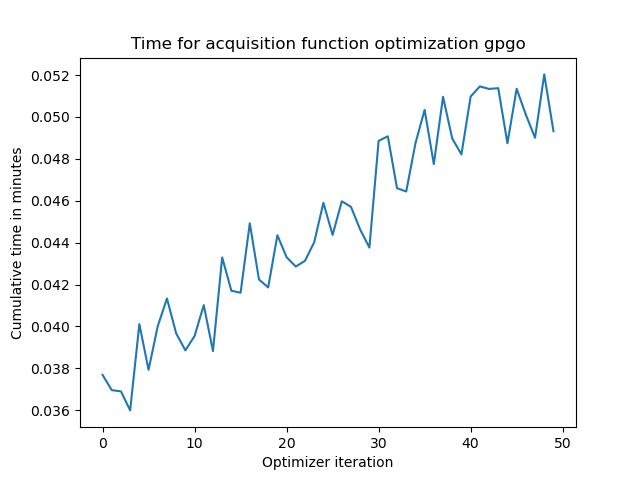 Time for acquisition function optimization gpgo
0.052
0.050
0.048
0.046
0.044
0.042
0.040
0.038
0.036
Cumulative time in minutes
0 10 20 30 40 50
Optimizer iteration